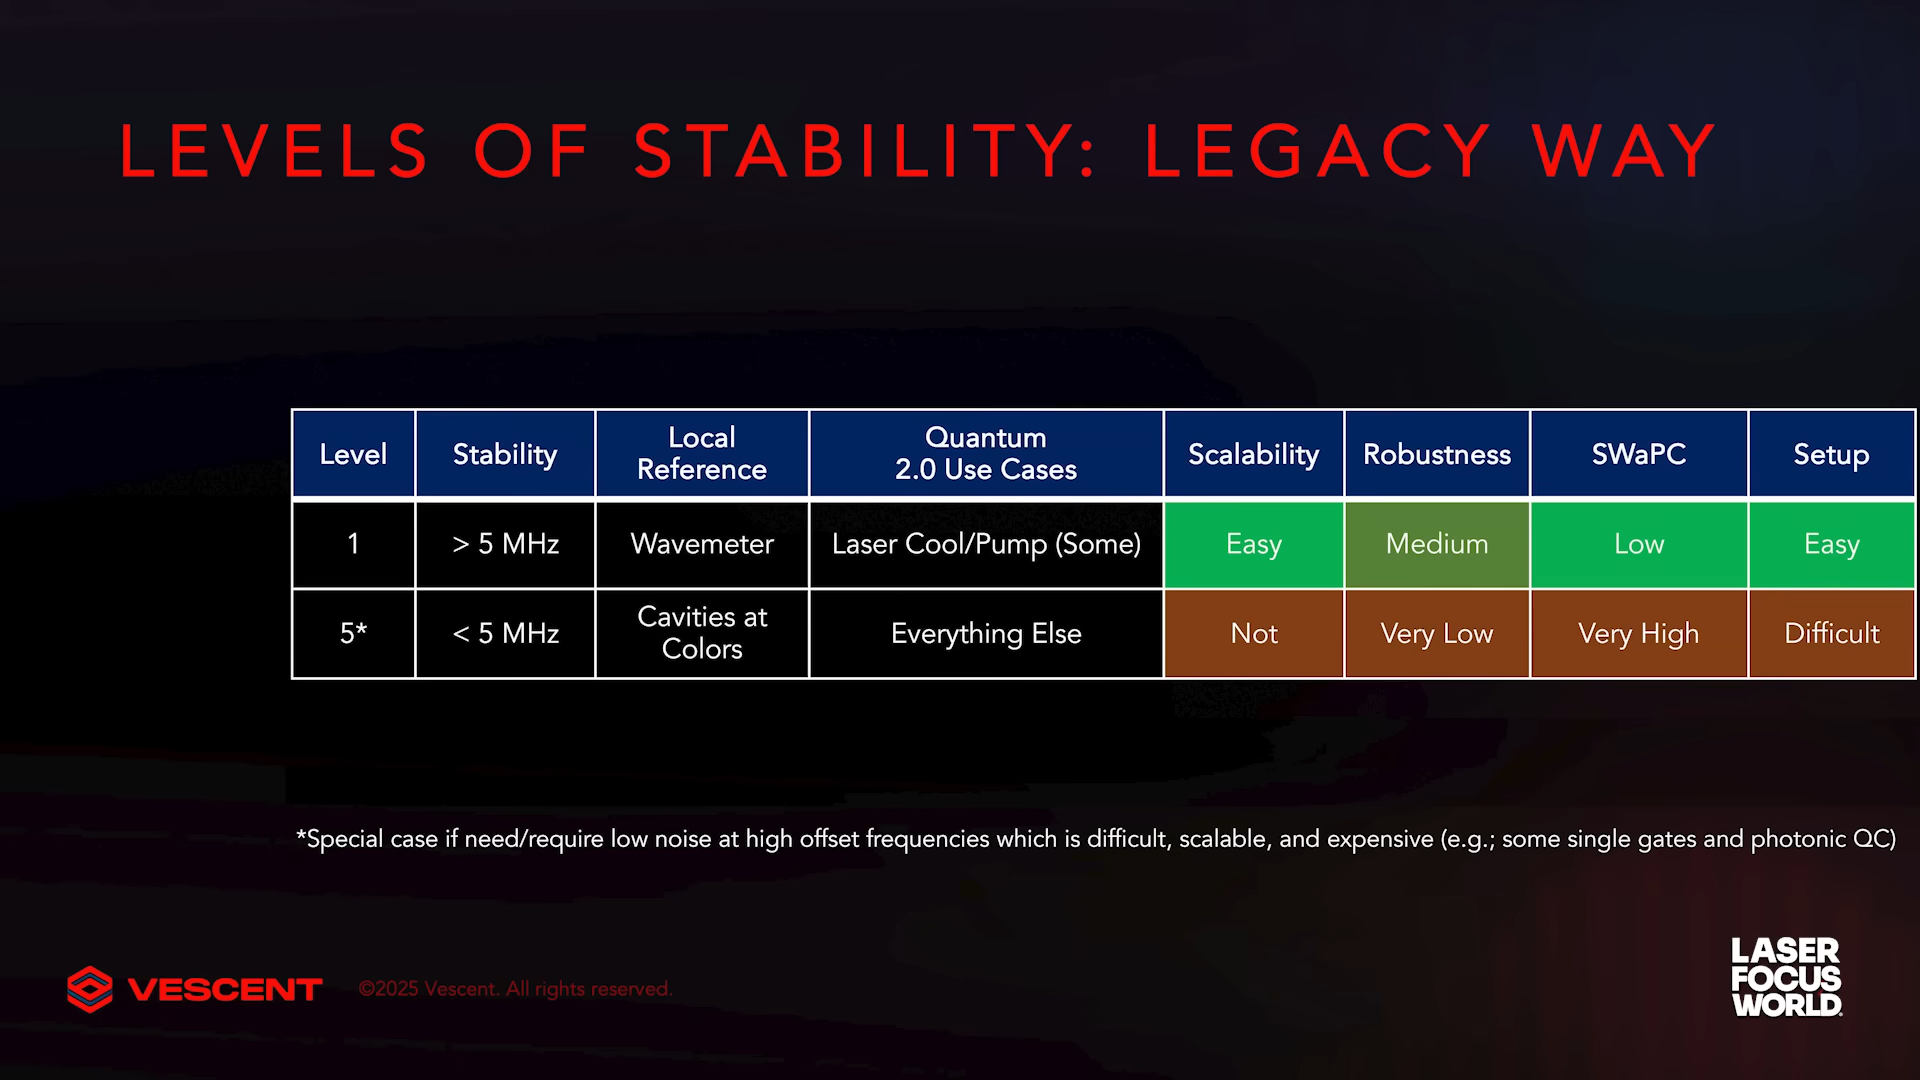 LEVELS OF STABILITY: LEGACY WAY
Level Stability Local Reference Quantum 2.0 Use Cases Scalability Robustness SWaPC Setup
1 > 5 MHz Wavemeter Laser Cool/Pump (Some) Easy Medium Low Easy
5* < 5 MHz Cavities at Colors Everything Else Not Very Low Very High Difficult
*Special case if need/require low noise at high offset frequencies which is difficult, scalable, and expensive (e.g.; some single gates and photonic QC)
VESCENT ©2025 Vescent. All rights reserved.
LASER
FOCUS
WORLD